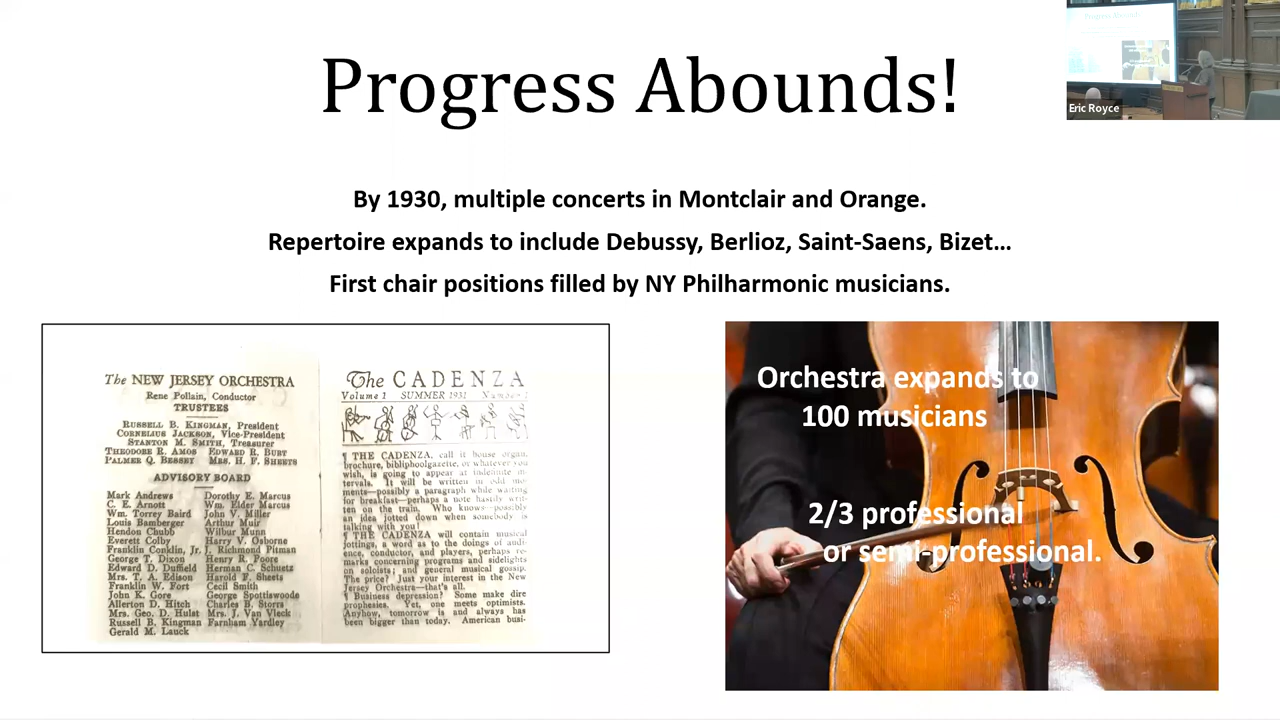 Progress Abounds!
Eric Royce
By 1930, multiple concerts in Montclair and Orange.
Repertoire expands to include Debussy, Berlioz, Saint-Saens, Bizet...
First chair positions filled by NY Philharmonic musicians.
The NEW JERSEY ORCHESTRA
Rene Pollain, Conductor
TRUSTEES
RUSSELL B. KINGMAN, President
CORNELIUS JACKSON, Vice-President
STANTON M. SMITH, Treasurer
THEODORE R. AMOS EDWARD R. BURT
PALMER Q. BESSEY MRS. H. F. SHEETS
ADVISORY BOARD
Mark Andrews Dorothy E. Marcus
C. E. Arnott Wm. Elder Marcus
Wm. Torrey Baird John V. Miller
Louis Bamberger Arthur Muir
Hendon Chubb Wilbur Munn
Everett Colby Harry V. Osborne
Franklin Conklin, Jr. J. Richmond Pitman
George T. Dixon Henry R. Poore
Edward D. Duffield Herman C. Schuetz
Mrs. T. A. Edison Harold F. Sheets
Franklin W. Fort Cecil Smith
John K. Gore George Spottiswoode
Allerton D. Hitch Charles B. Storrs
Mrs. Geo. D. Hulst Mrs. J. Van Vleck
Russell B. Kingman Farnham Yardley
Gerald M. Lauck
The CADENZA
Volume 1 SUMMER 1931 Number
¶ THE CADENZA, call it house organ,
brochure, bibliphoolgazette, or whatever you
wish, is going to appear at indefinite in-
tervals. It will be written in odd mo-
ments—possibly a paragraph while waiting
for breakfast—perhaps a note hastily writ-
ten on the train. Who knows—possibly
an idea jotted down when somebody is
talking with you!
¶ THE CADENZA will contain musical
jottings, a word as to the doings of audi-
ence, conductor, and players, perhaps re-
marks concerning programs and sidelights
on soloists; and general musical gossip.
The price? Just your interest in the New
Jersey Orchestra—that's all.
¶ Business depression? Some make dire
prophesies. Yet, one meets optimists.
Anyhow, tomorrow is and always has
been bigger than today. American busi-
Orchestra expands to
100 musicians
2/3 professional
or semi-professional.